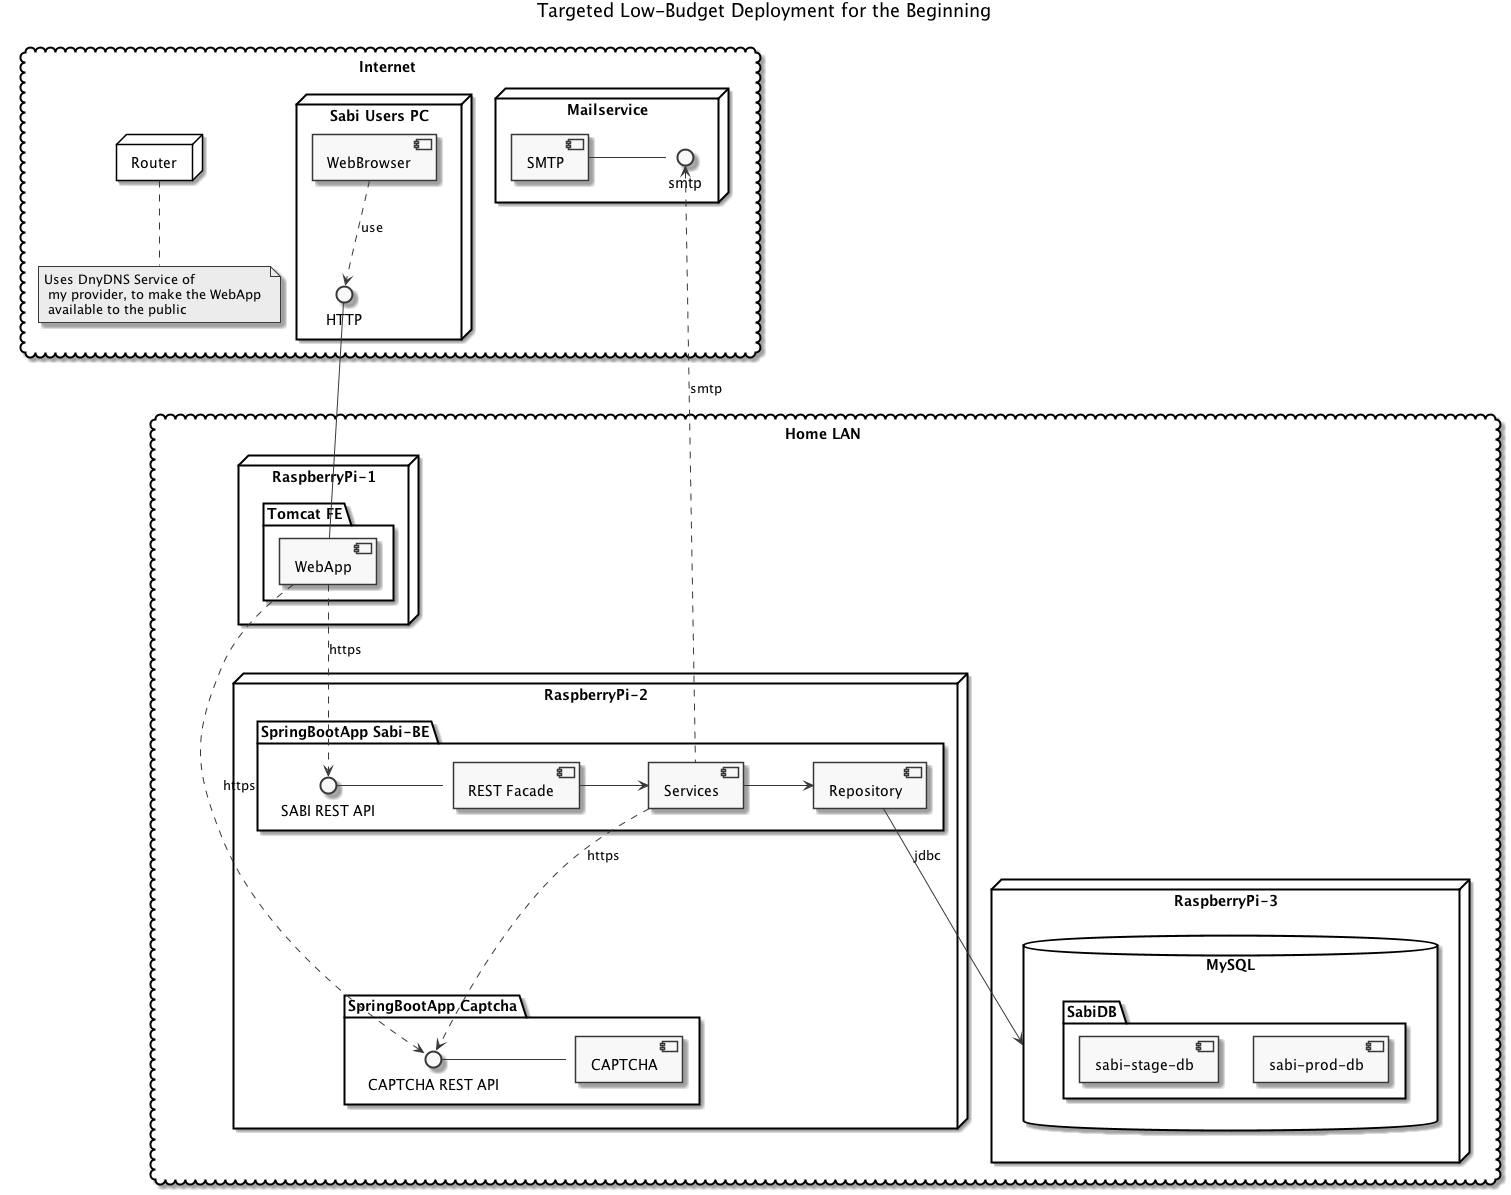 Targeted Low-Budget Deployment for the Beginning
Internet
Sabi Users PC
Mailservice
Router
WebBrowser
SMTP
smtp
use
Uses DnyDNS Service of
my provider, to make the WebApp
available to the public
HTTP
smtp
Home LAN
RaspberryPi-1
Tomcat FE
WebApp
https
RaspberryPi-2
SpringBootApp Sabi-BE
https
SABI REST API
REST Facade
Services
Repository
https
jdbc
RaspberryPi-3
MySQL
SabiDB
sabi-stage-db
sabi-prod-db
SpringBootApp Captcha
CAPTCHA REST API
CAPTCHA